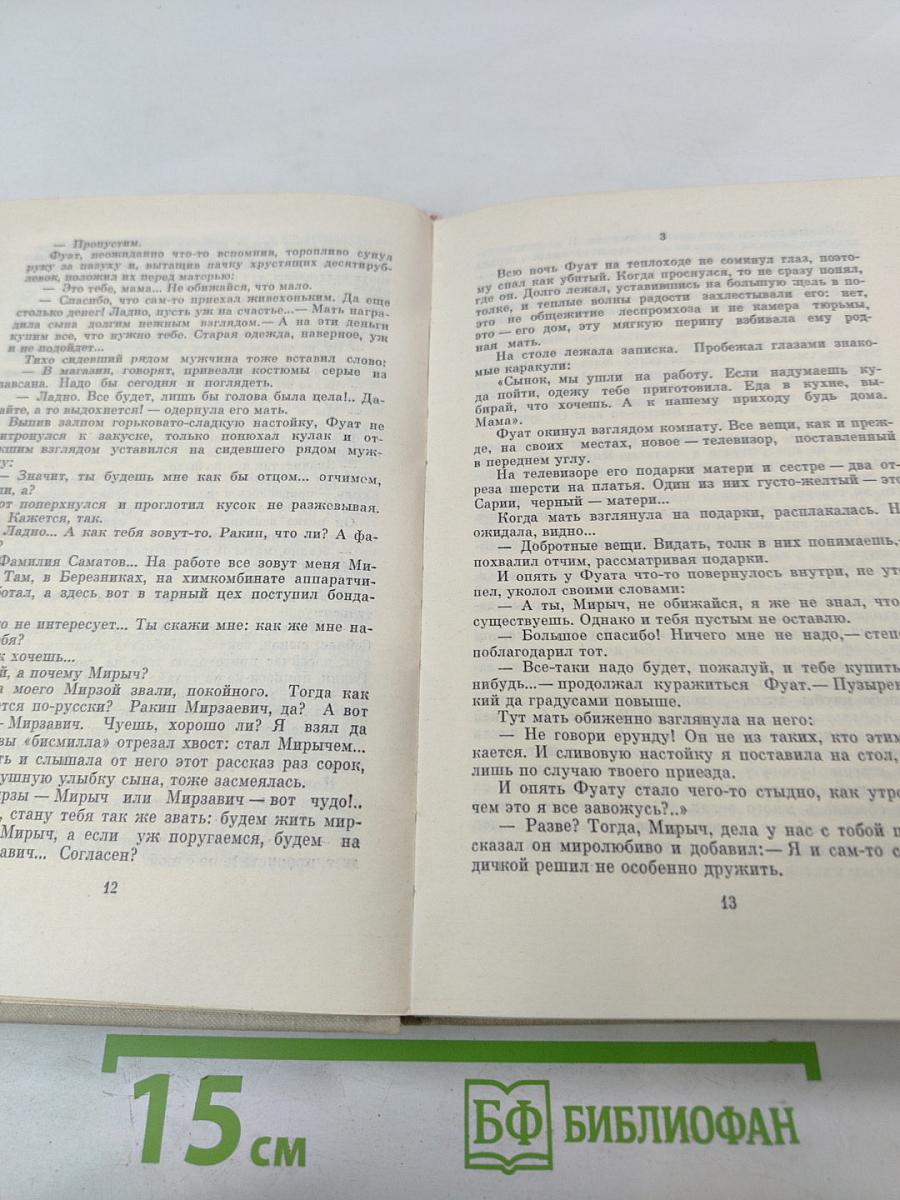 — Пропустим.
Фуат, неожиданно что-то вспомнив, торопливо сунул
руку за пазуху и, вытащив пачку хрустящих десятируб-
левок, положил их перед матерью:
— Это тебе, мама... Не обижайся, что мало.
— Спасибо, что сам-то приехал живехоньким. Да еще
столько денег! Ладно, пусть уж на счастье...— Мать награ-
дила сына долгим нежным взглядом.— А на эти деньги
купим все, что нужно тебе. Старая одежда, наверное, уж
и не подойдет...
Тихо сидевший рядом мужчина тоже вставил слово:
— В магазин, говорят, привезли костюмы серые из
лавсана. Надо бы сегодня и поглядеть.
— Ладно. Все будет, лишь бы голова была цела!.. Да-
айте, а то выдохнется! — одернула его мать.
Выпив залпом горьковато-сладкую настойку, Фуат не
итронулся к закуске, только понюхал кулак и от-
кшим взглядом уставился на сидевшего рядом муж-
ну:
— Значит, ты будешь мне как бы отцом... отчимом,
ли, а?
от поперхнулся и проглотил кусок не разжевывая.
Кажется, так.
Ладно... А как тебя зовут-то. Ракип, что ли? А фа-
?
Фамилия Саматов... На работе все зовут меня Ми-
Там, в Березниках, на химкомбинате аппаратчи-
ботал, а здесь вот в тарный цех поступил бонда-
то не интересует... Ты скажи мне: как же мне на-
ебя?
к хочешь...
й, а почему Мирыч?
а моего Мирзой звали, покойного. Тогда как
ется по-русски? Ракип Мирзаевич, да? А вот
— Мирзавич. Чуешь, хорошо ли? Я взял да
вы «бисмилла» отрезал хвост: стал Мирычем...
ть и слышала от него этот рассказ раз сорок,
ушную улыбку сына, тоже засмеялась.
ирзы — Мирыч или Мирзавич — вот чудо!..
, стану тебя так же звать: будем жить мир-
Мирыч, а если уж поругаемся, будем на
авич... Согласен?
12
3
Всю ночь Фуат на теплоходе не сомкнул глаз, поэто-
му спал как убитый. Когда проснулся, то не сразу понял,
где он. Долго лежал, уставившись на большую щель в по-
толке, и теплые волны радости захлестывали его: нет,
это не общежитие леспромхоза и не камера тюрьмы,
это — его дом, эту мягкую перину взбивала ему род-
ная мать.
На столе лежала записка. Пробежал глазами знако-
мые каракули:
«Сынок, мы ушли на работу. Если надумаешь ку-
да пойти, одежу тебе приготовила. Еда в кухне, вы-
бирай, что хочешь. А к нашему приходу будь дома.
Мама».
Фуат окинул взглядом комнату. Все вещи, как и преж-
де, на своих местах, новое — телевизор, поставленный
в переднем углу.
На телевизоре его подарки матери и сестре — два от-
реза шерсти на платья. Один из них густо-желтый — это
Сарии, черный — матери...
Когда мать взглянула на подарки, расплакалась. Н
ожидала, видно...
— Добротные вещи. Видать, толк в них понимаешь,—
похвалил отчим, рассматривая подарки.
И опять у Фуата что-то повернулось внутри, не уте
пел, уколол своими словами:
— А ты, Мирыч, не обижайся, я же не знал, что
существуешь. Однако и тебя пустым не оставлю.
— Большое спасибо! Ничего мне не надо,— степе
поблагодарил тот.
— Все-таки надо будет, пожалуй, и тебе купить
нибудь...— продолжал куражиться Фуат.— Пузырек
кий да градусами повыше.
Тут мать обиженно взглянула на него:
— Не говори ерунду! Он не из таких, кто этим
кается. И сливовую настойку я поставила на стол,
лишь по случаю твоего приезда.
И опять Фуату стало чего-то стыдно, как утро
чем это я все завожусь?..»
— Разве? Тогда, Мирыч, дела у нас с тобой п
сказал он миролюбиво и добавил:— Я и сам-то с
дичкой решил не особенно дружить.
13
15 см
БФ БИБЛИОФАН